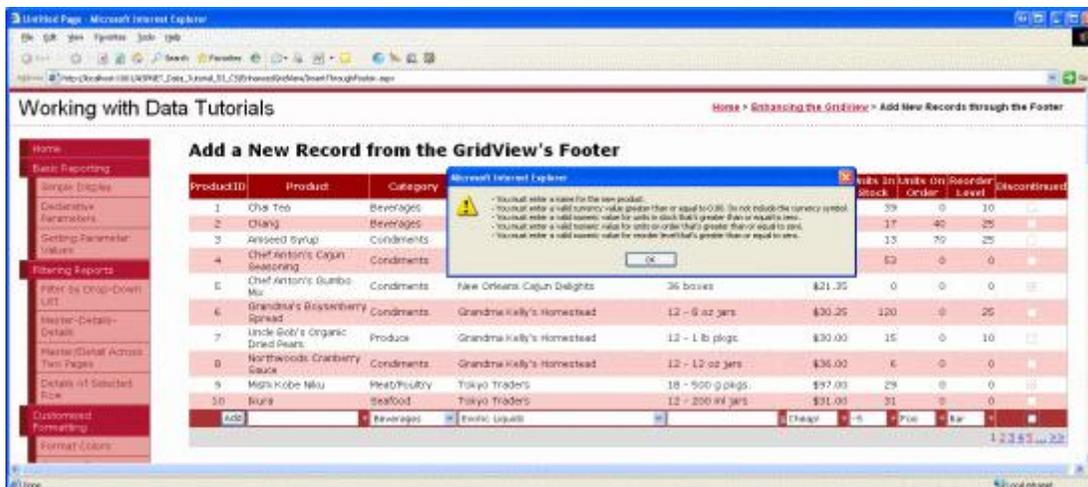 Untitled Page - Microsoft Internet Explorer
File Edit View Favorites Tools Help
Search Favorites
Working with Data Tutorials
Home > Enhancing the GridView > Add New Records through the Footer
Home
Basic Reporting
Simple Display
Declarative Parameters
Setting Parameter Values
Filtering Reports
Filter by Drop-Down List
Master-Details-Details
Master/Detail Across Two Pages
Details of Selected Row
Customized Formatting
Format Colors
Add a New Record from the GridView's Footer
ProductID Product Category Units In Stock Units On Order Reorder Level Discontinued
1 Chai Tea Beverages 39 0 10
2 Chang Beverages 17 40 25
3 Aniseed Syrup Condiments 13 70 25
4 Chef Anton's Cajun Seasoning Condiments 53 0 0
5 Chef Anton's Gumbo Mix Condiments New Orleans Cajun Delights 36 boxes $21.35 0 0 0
6 Grandma's Boysenberry Spread Condiments Grandma Kelly's Homestead 12 - 8 oz jars $30.25 120 0 25
7 Uncle Bob's Organic Dried Pears Produce Grandma Kelly's Homestead 12 - 1 lb pkgs. $30.00 15 0 10
8 Northwoods Cranberry Sauce Condiments Grandma Kelly's Homestead 12 - 12 oz jars $36.00 6 0 0
9 Mishi Kobe Niku Meat/Poultry Tokyo Traders 18 - 500 g pkgs. $97.00 29 0 0
10 Ikura Seafood Tokyo Traders 12 - 200 ml jars $31.00 31 0 0
Add Beverages Exotic Liquids Cheap! -5 Foo Bar
1 2 3 4 5 ... >>
Microsoft Internet Explorer
- You must enter a name for the new product.
- You must enter a valid currency value greater than or equal to 0.00. Do not include the currency symbol.
- You must enter a valid numeric value for units in stock that's greater than or equal to zero.
- You must enter a valid numeric value for units on order that's greater than or equal to zero.
- You must enter a valid numeric value for reorder level that's greater than or equal to zero.
OK
Done
Local intranet